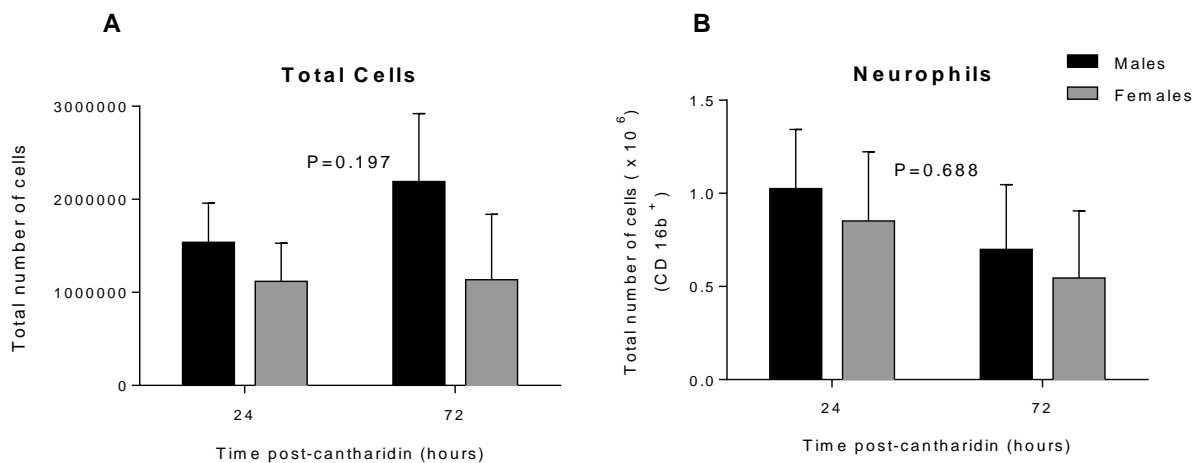 A
Total Cells
Total number of cells
3000000
2000000
1000000
0
P=0.197
24
72
Time post-cantharidin (hours)
B
Neurophils
Males
Females
Total number of cells ( x 10 6 )
(CD 16b +)
1.5
1.0
0.5
0.0
P=0.688
24
72
Time post-cantharidin (hours)